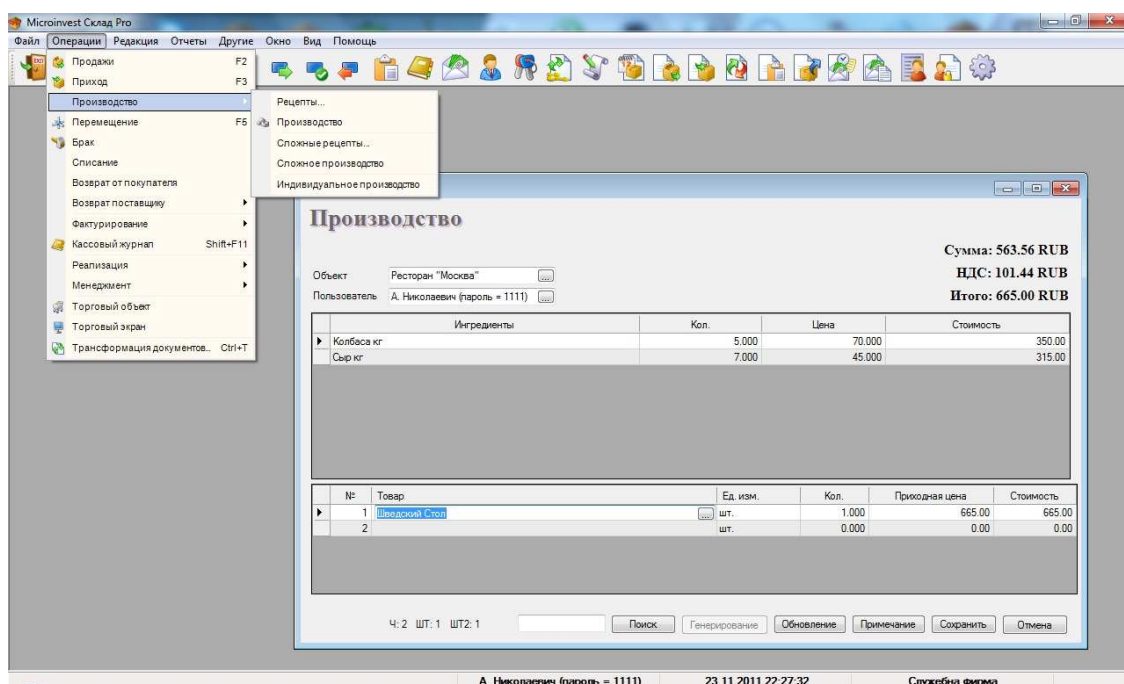 Microinvest Склад Pro
Файл Операции Редакция Отчеты Другие Окно Вид Помощь
Продажи F2
Приход F3
Производство
Перемещение F5
Брак
Списание
Возврат от покупателя
Возврат поставщику
Фактурирование
Кассовый журнал Shift+F11
Реализация
Менеджмент
Торговый объект
Торговый экран
Трансформация документов... Ctrl+T
Рецепты...
Производство
Сложные рецепты...
Сложное производство
Индивидуальное производство
Производство
Сумма: 563.56 RUB
Объект Ресторан "Москва" ... НДС: 101.44 RUB
Пользователь А. Николаевич (пароль = 1111) ... Итого: 665.00 RUB
Ингредиенты Кол. Цена Стоимость
Колбаса кг 5.000 70.000 350.00
Сыр кг 7.000 45.000 315.00
№ Товар Ед. изм. Кол. Приходная цена Стоимость
1 Шведский Стол ... шт. 1.000 665.00 665.00
2 шт. 0.000 0.00 0.00
Ч: 2 ШТ: 1 ШТ2: 1 Поиск Генерирование Обновление Примечание Сохранить Отмена
А. Николаевич (пароль = 1111) 23.11.2011 22:27:32 Служебна фирма